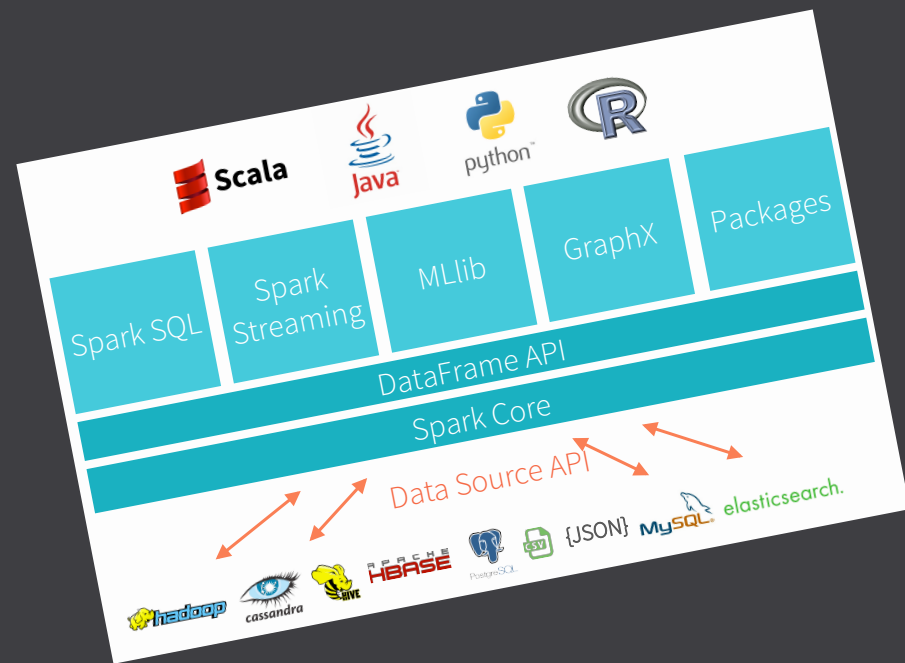 Scala
Java
python™
R
Spark SQL
Spark
Streaming
MLlib
GraphX
Packages
DataFrame API
Spark Core
Data Source API
hadoop
cassandra
HIVE
APACHE
HBASE
PostgreSQL
CSV
{JSON}
MySQL®
elasticsearch.